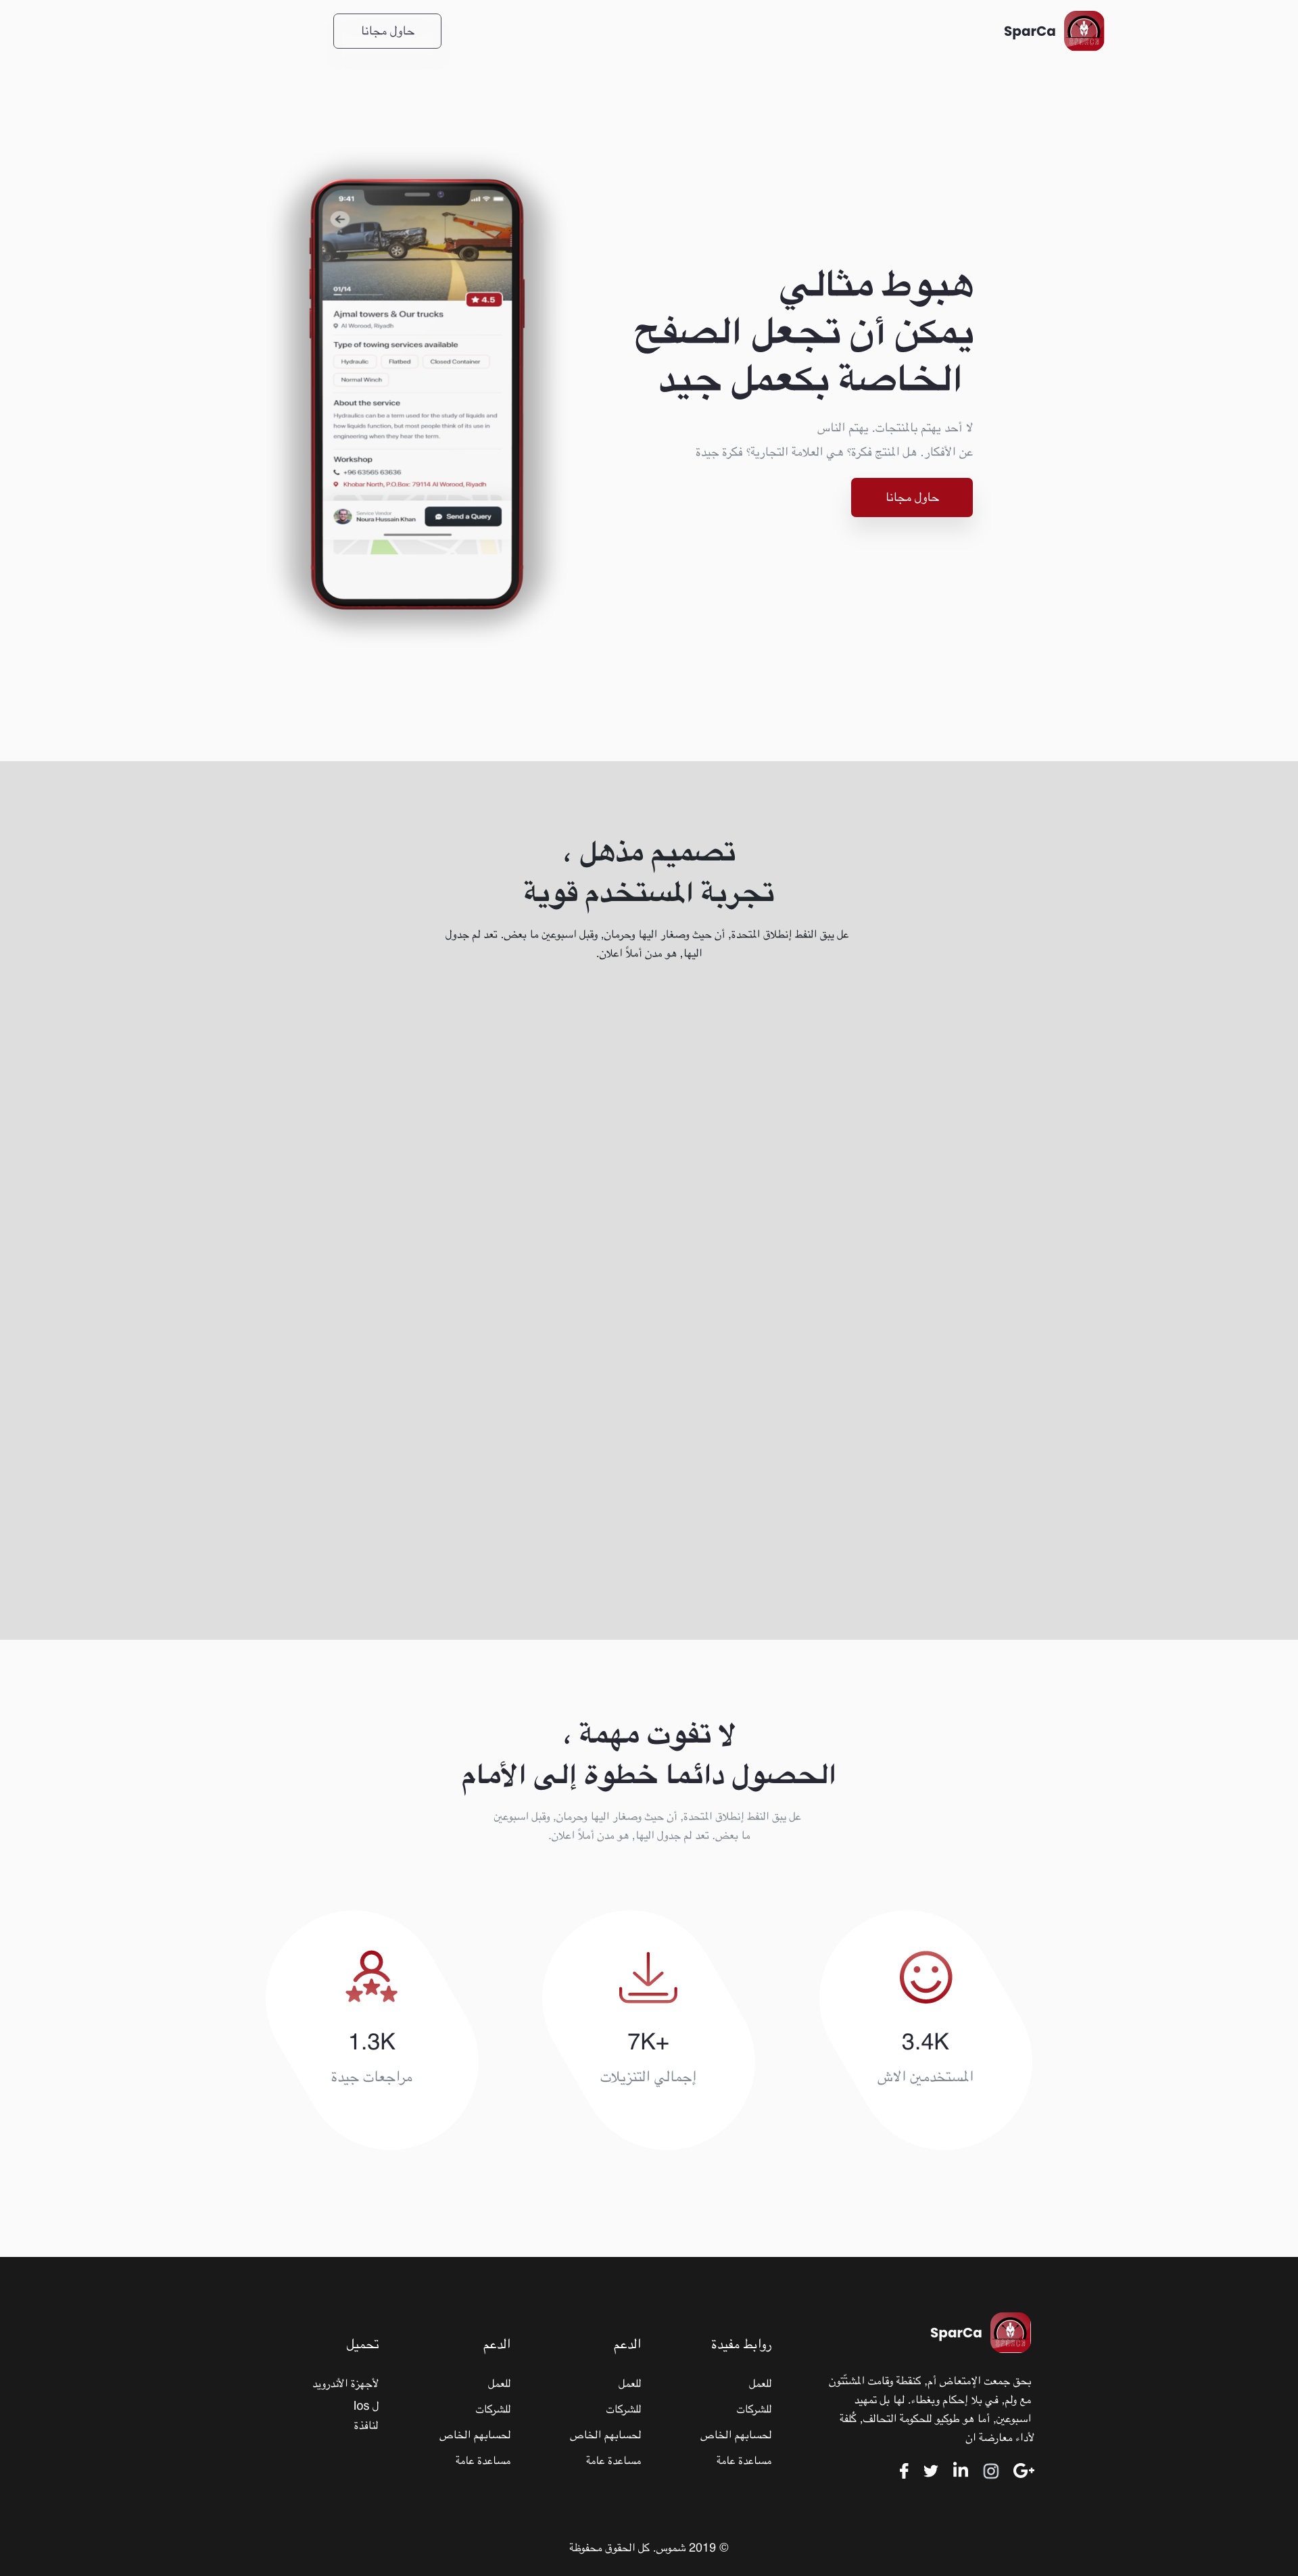 SparCa
حاول مجانا
هبوط مثالي
يمكن أن تجعل الصفح
الخاصة بكعمل جيد
لا أحد يهتم بالمنتجات. يهتم الناس
عن الأفكار. هل المنتج فكرة؟ هي العلامة التجارية؟ فكرة جيدة
حاول مجانا
9:41
01/14
4.5
Ajmal towers & Our trucks
Al Worood, Riyadh
Type of towing services available
Hydraulic Flatbed Closed Container
Normal Winch
About the service
Hydraulics can be a term used for the study of liquids and
how liquids function, but most people think of its use in
engineering when they hear the term.
Workshop
+96 63565 63636
Khobar North, P.O.Box: 79114 Al Worood, Riyadh
Service Vendor
Noura Hussain Khan
Send a Query
تصميم مذهل ،
تجربة المستخدم قوية
عل يبق النفط إنطلاق المتحدة, أن حيث وصغار اليها وحرمان, وقبل اسبوعين ما بعض. تعد لم جدول
اليها, هو مدن أملاً اعلان.
لا تفوت مهمة ،
الحصول دائما خطوة إلى الأمام
عل يبق النفط إنطلاق المتحدة, أن حيث وصغار اليها وحرمان, وقبل اسبوعين
ما بعض. تعد لم جدول اليها, هو مدن أملاً اعلان.
3.4K
المستخدمين الاش
7K+
إجمالي التنزيلات
1.3K
مراجعات جيدة
SparCa
بحق جمعت الإمتعاض أم, كنقطة وقامت المشتّتون
مع ولم, في بلا إحكام وبغطاء. لها بل تمهيد
اسبوعين, أما هو طوكيو للحكومة التحالف, كُلفة
لأداء معارضة ان
روابط مفيدة
للعمل
للشركات
لحسابهم الخاص
مساعدة عامة
الدعم
للعمل
للشركات
لحسابهم الخاص
مساعدة عامة
الدعم
للعمل
للشركات
لحسابهم الخاص
مساعدة عامة
تحميل
لأجهزة الأندرويد
ل Ios
لنافذة
© 2019 شموس. كل الحقوق محفوظة